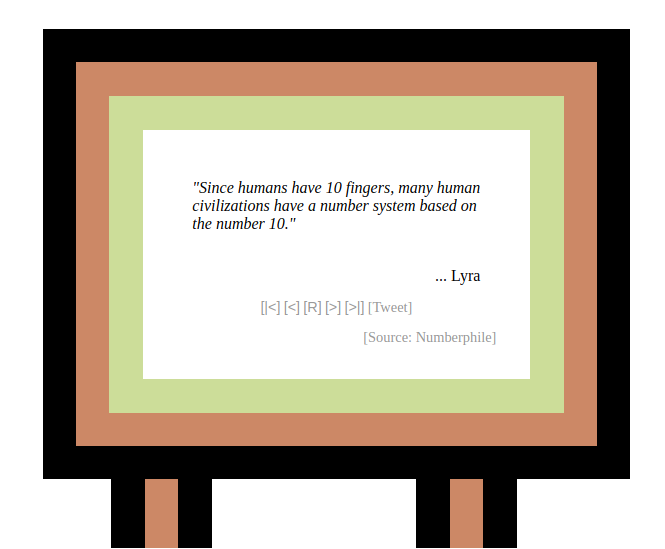 "Since humans have 10 fingers, many human
civilizations have a number system based on
the number 10."
... Lyra
[|<] [<] [R] [>] [>|] [Tweet]
[Source: Numberphile]